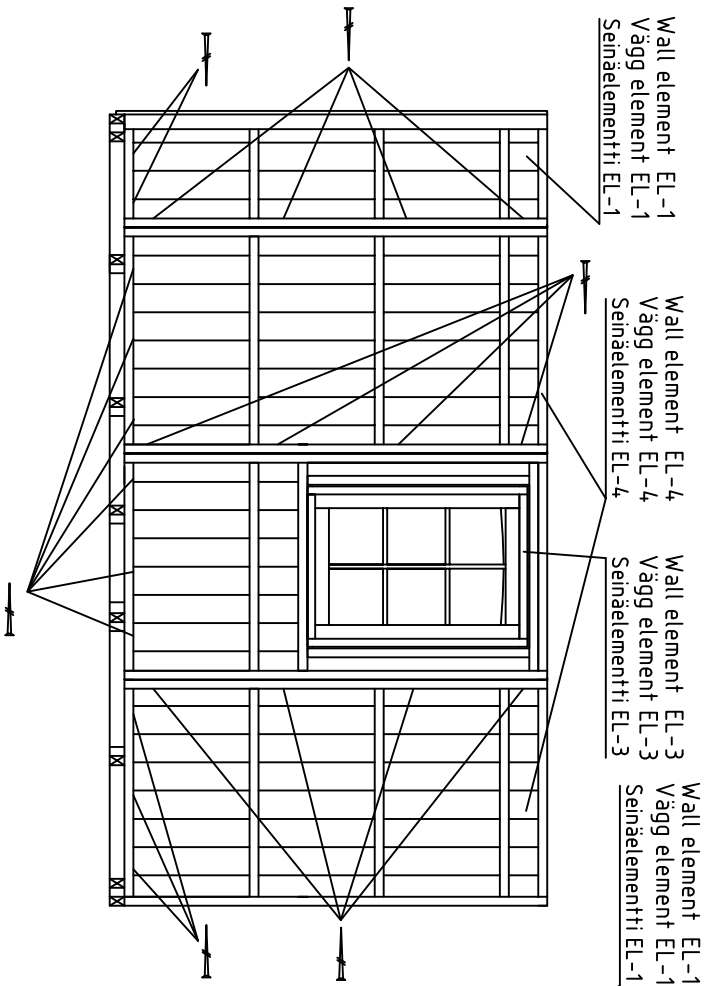 Wall element EL-1
Vägg element EL-1
Seinäelementti EL-1
Wall element EL-4
Vägg element EL-4
Seinäelementti EL-4
Wall element EL-3
Vägg element EL-3
Seinäelementti EL-3
Wall element EL-1
Vägg element EL-1
Seinäelementti EL-1